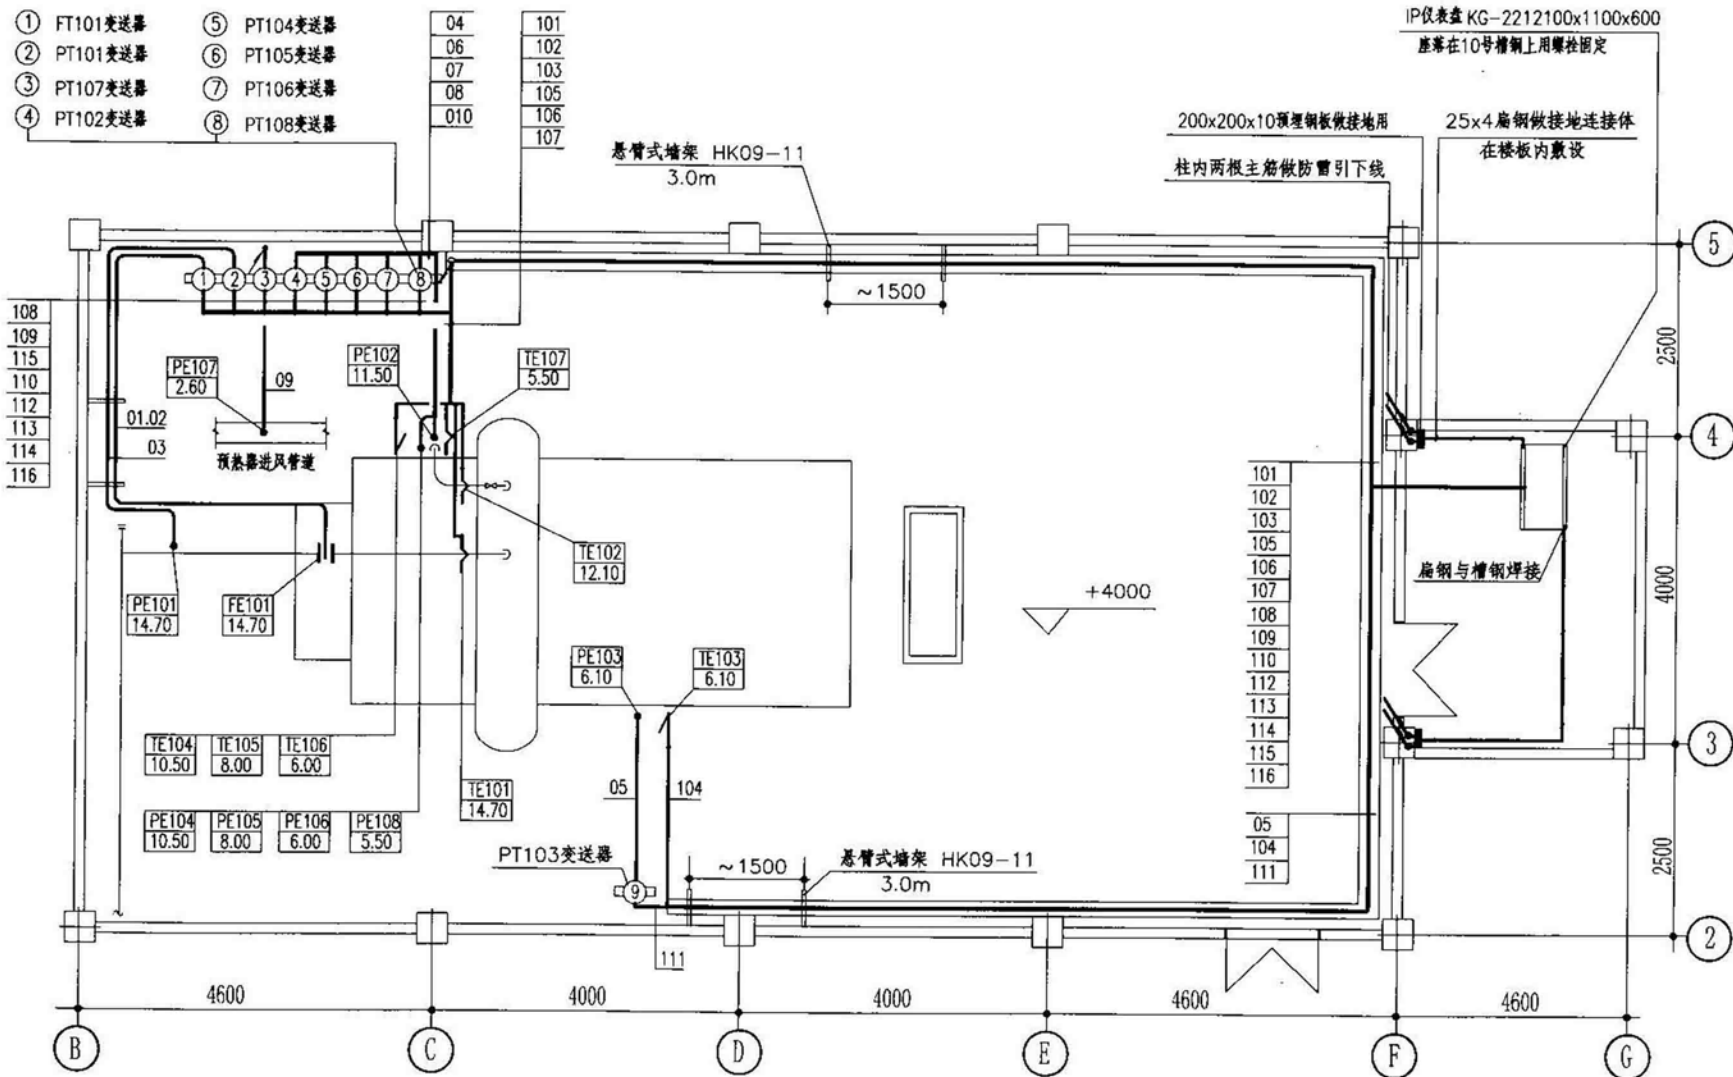 ① FT101变送器
② PT101变送器
③ PT107变送器
④ PT102变送器
⑤ PT104变送器
⑥ PT105变送器
⑦ PT106变送器
⑧ PT108变送器
04
06
07
08
010
101
102
103
105
106
107
悬臂式墙架 HK09-11
3.0m
IP仪表盘 KG-2212100x1100x600
座落在10号槽钢上用螺栓固定
200x200x10预埋钢板做接地用
25x4扁钢做接地连接体
在楼板内敷设
柱内两根主筋做防雷引下线
1
2
3
4
5
6
7
8
~1500
5
2500
108
109
115
110
112
113
114
116
PE107
2.60
09
PE102
11.50
TE107
5.50
01.02
03
预热器进风管道
4
101
102
103
105
106
107
108
109
110
112
113
114
115
116
TE102
12.10
扁钢与槽钢焊接
4000
PE101
14.70
FE101
14.70
+4000
PE103
6.10
TE103
6.10
TE104
10.50
TE105
8.00
TE106
6.00
3
TE101
14.70
05
104
PE104
10.50
PE105
8.00
PE106
6.00
PE108
5.50
05
104
111
2500
PT103变送器
9
~1500
悬臂式墙架 HK09-11
3.0m
2
111
4600
4000
4000
4600
4600
B
C
D
E
F
G